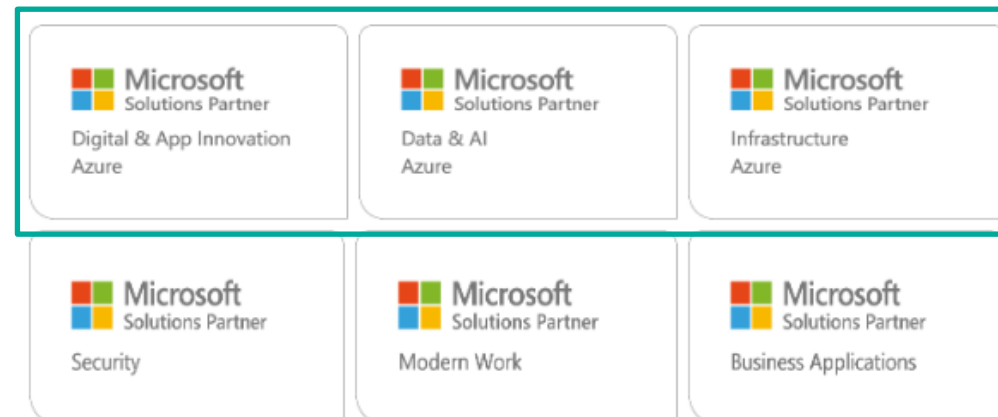 Microsoft
Solutions Partner
Digital & App Innovation
Azure
Microsoft
Solutions Partner
Data & AI
Azure
Microsoft
Solutions Partner
Infrastructure
Azure
Microsoft
Solutions Partner
Security
Microsoft
Solutions Partner
Modern Work
Microsoft
Solutions Partner
Business Applications